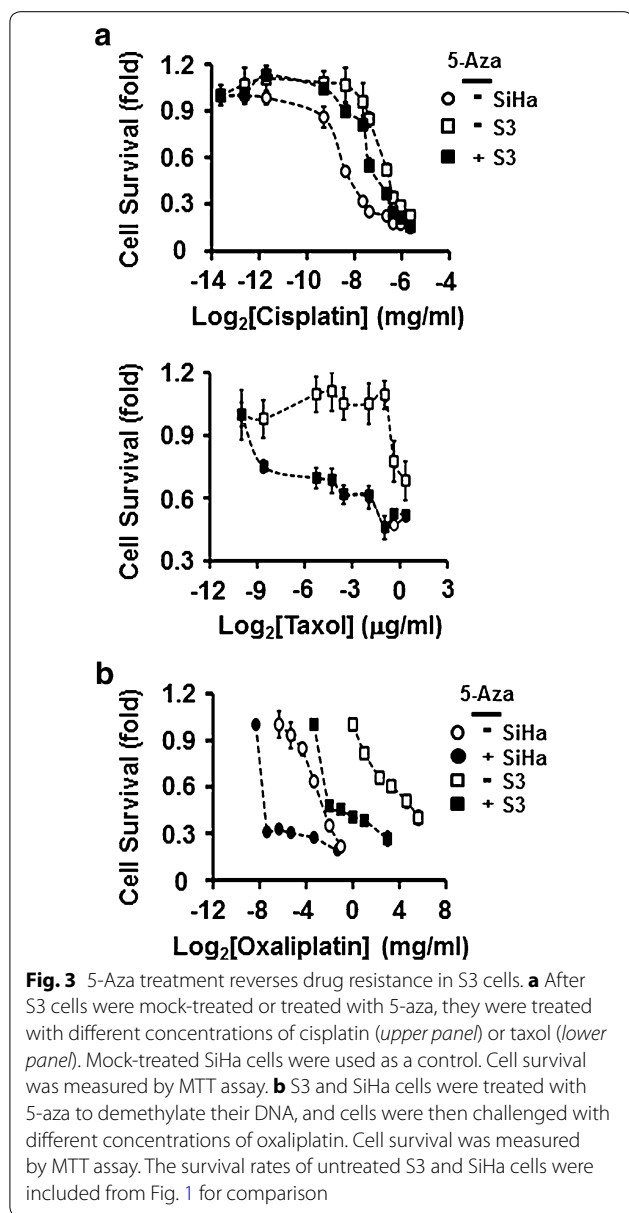 a
5-Aza
- SiHa
- S3
+ S3
Cell Survival (fold)
1.2
0.9
0.6
0.3
0
-14 -12 -10 -8 -6 -4
Log2[Cisplatin] (mg/ml)
Cell Survival (fold)
1.2
0.9
0.6
0.3
-12 -9 -6 -3 0 3
Log2[Taxol] (μg/ml)
b
5-Aza
- SiHa
+ SiHa
- S3
+ S3
Cell Survival (fold)
1.2
0.9
0.6
0.3
0
-12 -8 -4 0 4 8
Log2[Oxaliplatin] (mg/ml)
Fig. 3 5-Aza treatment reverses drug resistance in S3 cells. a After
S3 cells were mock-treated or treated with 5-aza, they were treated
with different concentrations of cisplatin (upper panel) or taxol (lower
panel). Mock-treated SiHa cells were used as a control. Cell survival
was measured by MTT assay. b S3 and SiHa cells were treated with
5-aza to demethylate their DNA, and cells were then challenged with
different concentrations of oxaliplatin. Cell survival was measured
by MTT assay. The survival rates of untreated S3 and SiHa cells were
included from Fig. 1 for comparison